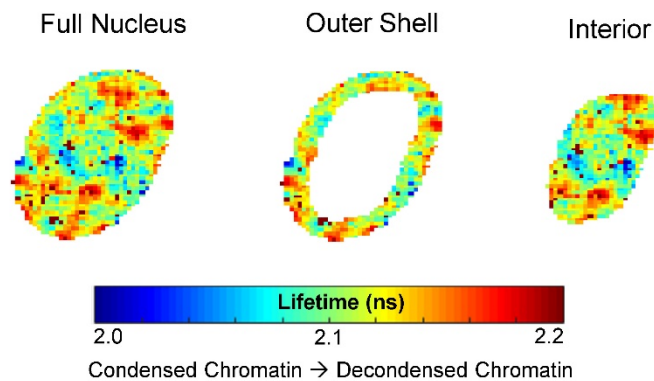 Full Nucleus
Outer Shell
Interior
Lifetime (ns)
2.0
2.1
2.2
Condensed Chromatin → Decondensed Chromatin